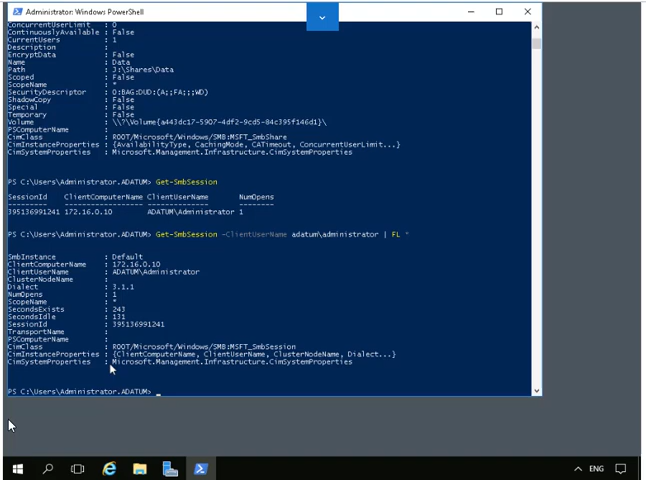 Administrator: Windows PowerShell
ConcurrentUserLimit : 0
ContinuouslyAvailable : False
CurrentUsers : 1
Description :
EncryptData : False
Name : Data
Path : J:\Shares\Data
Scoped : False
ScopeName : *
SecurityDescriptor : O:BAG:DUD:(A;;FA;;;WD)
ShadowCopy : False
Special : False
Temporary : False
Volume : \\?\Volume{a443dc17-5907-4df2-9cd5-84c395f146d1}\
PSComputerName :
CimClass : ROOT/Microsoft/Windows/SMB:MSFT_SmbShare
CimInstanceProperties : {AvailabilityType, CachingMode, CATimeout, ConcurrentUserLimit...}
CimSystemProperties : Microsoft.Management.Infrastructure.CimSystemProperties
PS C:\Users\Administrator.ADATUM> Get-SmbSession
SessionId ClientComputerName ClientUserName NumOpens
395136991241 172.16.0.10 ADATUM\Administrator 1
PS C:\Users\Administrator.ADATUM> Get-SmbSession -ClientUserName adatum\administrator | FL *
SmbInstance : Default
ClientComputerName : 172.16.0.10
ClientUserName : ADATUM\Administrator
ClusterNodeName :
Dialect : 3.1.1
NumOpens : 1
ScopeName : *
SecondsExists : 243
SecondsIdle : 131
SessionId : 395136991241
TransportName :
PSComputerName :
CimClass : ROOT/Microsoft/Windows/SMB:MSFT_SmbSession
CimInstanceProperties : {ClientComputerName, ClientUserName, ClusterNodeName, Dialect...}
CimSystemProperties : Microsoft.Management.Infrastructure.CimSystemProperties
PS C:\Users\Administrator.ADATUM> _
ENG